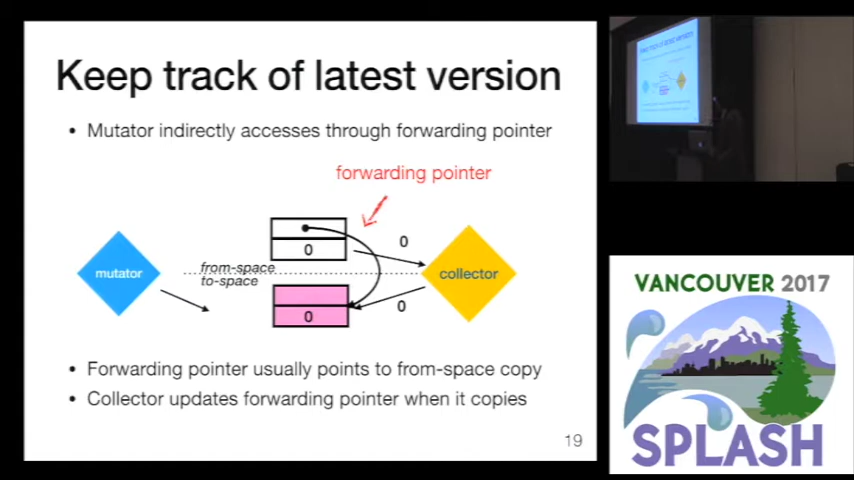 Keep track of latest version
• Mutator indirectly accesses through forwarding pointer
forwarding pointer
0
0
mutator
from-space
to-space
collector
0
0
• Forwarding pointer usually points to from-space copy
• Collector updates forwarding pointer when it copies
19
VANCOUVER 2017
SPLASH